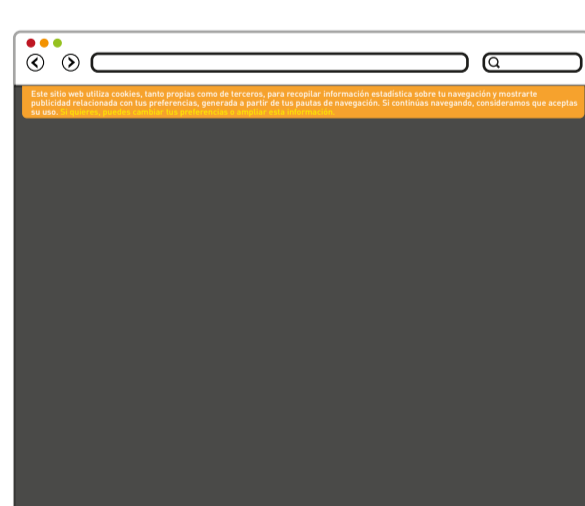 Este sitio web utiliza cookies, tanto propias como de terceros, para recopilar información estadística sobre tu navegación y mostrarte
publicidad relacionada con tus preferencias, generada a partir de tus pautas de navegación. Si continúas navegando, consideramos que aceptas
su uso. Si quieres, puedes cambiar tus preferencias o ampliar esta información.